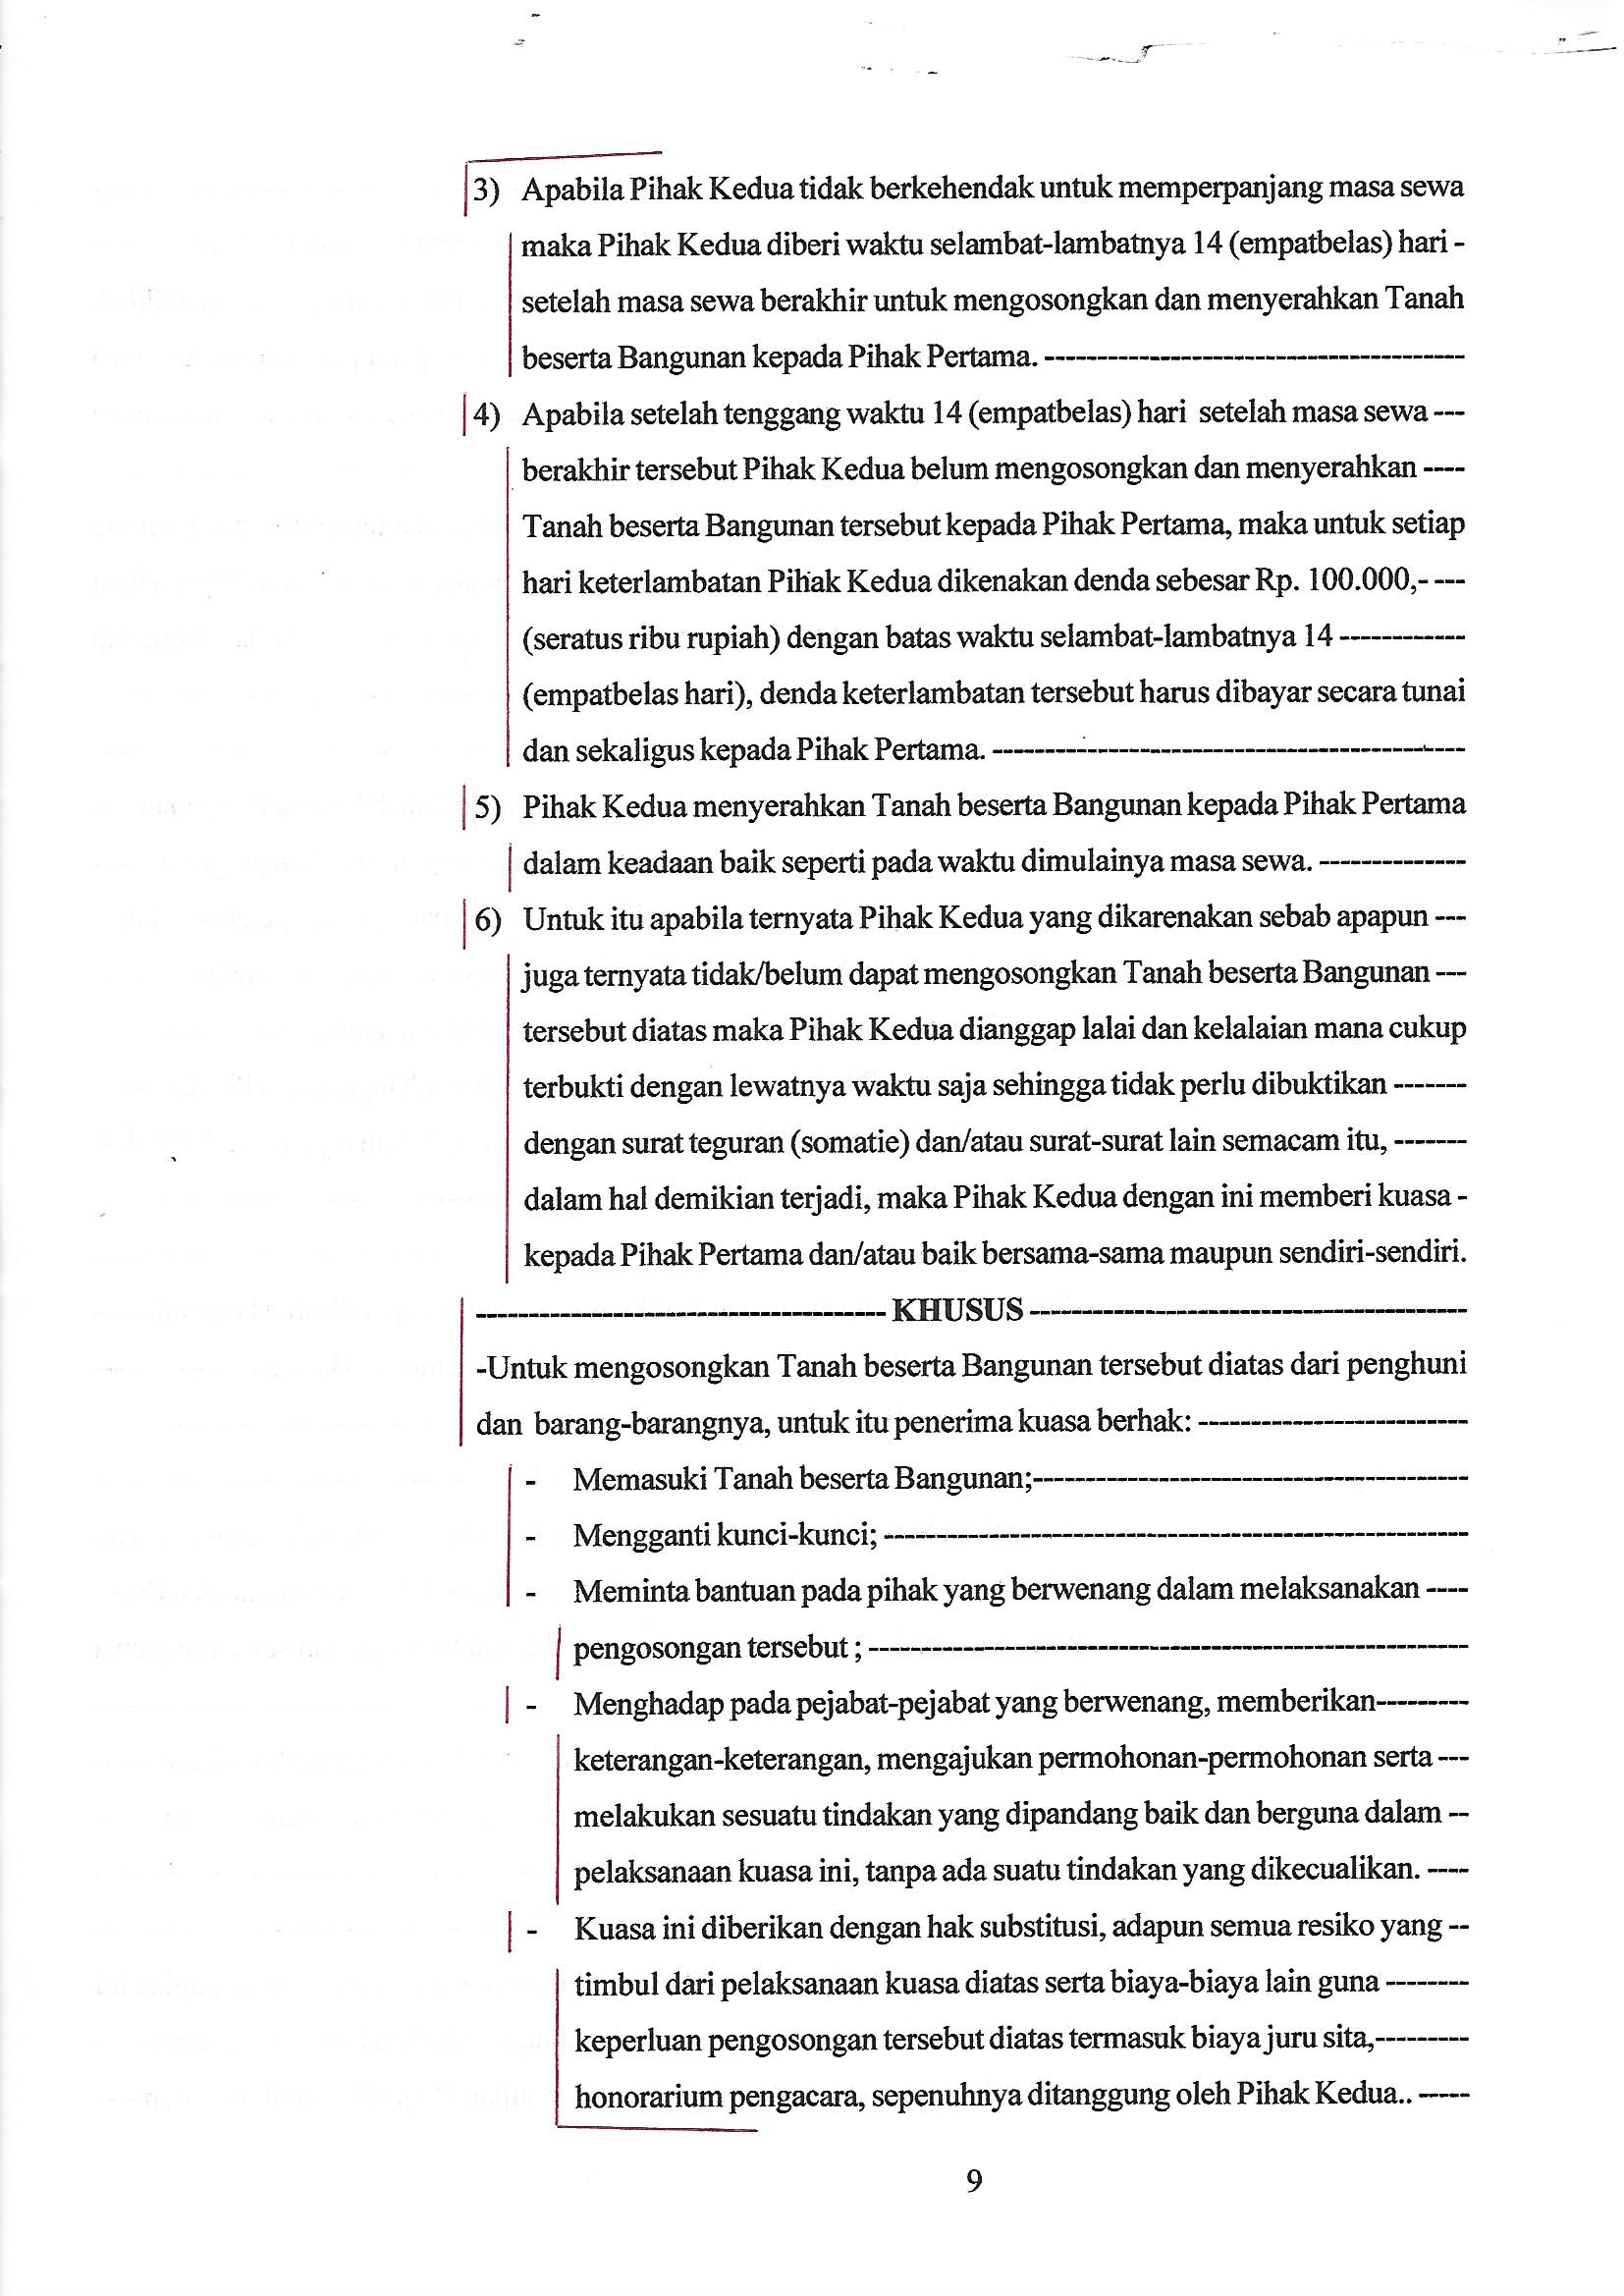 3) Apabila Pihak Kedua tidak berkehendak untuk memperpanjang masa sewa
maka Pihak Kedua diberi waktu selambat-lambatnya 14 (empatbelas) hari -
setelah masa sewa berakhir untuk mengosongkan dan menyerahkan Tanah
beserta Bangunan kepada Pihak Pertama. ----------------------------------------
4) Apabila setelah tenggang waktu 14 (empatbelas) hari setelah masa sewa ---
berakhir tersebut Pihak Kedua belum mengosongkan dan menyerahkan ----
Tanah beserta Bangunan tersebut kepada Pihak Pertama, maka untuk setiap
hari keterlambatan Pihak Kedua dikenakan denda sebesar Rp. 100.000,- ---
(seratus ribu rupiah) dengan batas waktu selambat-lambatnya 14 ------------
(empatbelas hari), denda keterlambatan tersebut harus dibayar secara tunai
dan sekaligus kepada Pihak Pertama. ---------------------------------------------
5) Pihak Kedua menyerahkan Tanah beserta Bangunan kepada Pihak Pertama
dalam keadaan baik seperti pada waktu dimulainya masa sewa. --------------
6) Untuk itu apabila ternyata Pihak Kedua yang dikarenakan sebab apapun ---
juga ternyata tidak/belum dapat mengosongkan Tanah beserta Bangunan ---
tersebut diatas maka Pihak Kedua dianggap lalai dan kelalaian mana cukup
terbukti dengan lewatnya waktu saja sehingga tidak perlu dibuktikan -------
dengan surat teguran (somatie) dan/atau surat-surat lain semacam itu, -------
dalam hal demikian terjadi, maka Pihak Kedua dengan ini memberi kuasa -
kepada Pihak Pertama dan/atau baik bersama-sama maupun sendiri-sendiri.
--------------------------------------- KHUSUS ------------------------------------------
-Untuk mengosongkan Tanah beserta Bangunan tersebut diatas dari penghuni
dan barang-barangnya, untuk itu penerima kuasa berhak: --------------------------
- Memasuki Tanah beserta Bangunan;------------------------------------------
- Mengganti kunci-kunci; --------------------------------------------------------
- Meminta bantuan pada pihak yang berwenang dalam melaksanakan ----
pengosongan tersebut ; ---------------------------------------------------------
- Menghadap pada pejabat-pejabat yang berwenang, memberikan---------
keterangan-keterangan, mengajukan permohonan-permohonan serta ---
melakukan sesuatu tindakan yang dipandang baik dan berguna dalam --
pelaksanaan kuasa ini, tanpa ada suatu tindakan yang dikecualikan. ----
- Kuasa ini diberikan dengan hak substitusi, adapun semua resiko yang --
timbul dari pelaksanaan kuasa diatas serta biaya-biaya lain guna --------
keperluan pengosongan tersebut diatas termasuk biaya juru sita,---------
honorarium pengacara, sepenuhnya ditanggung oleh Pihak Kedua.. -----
9